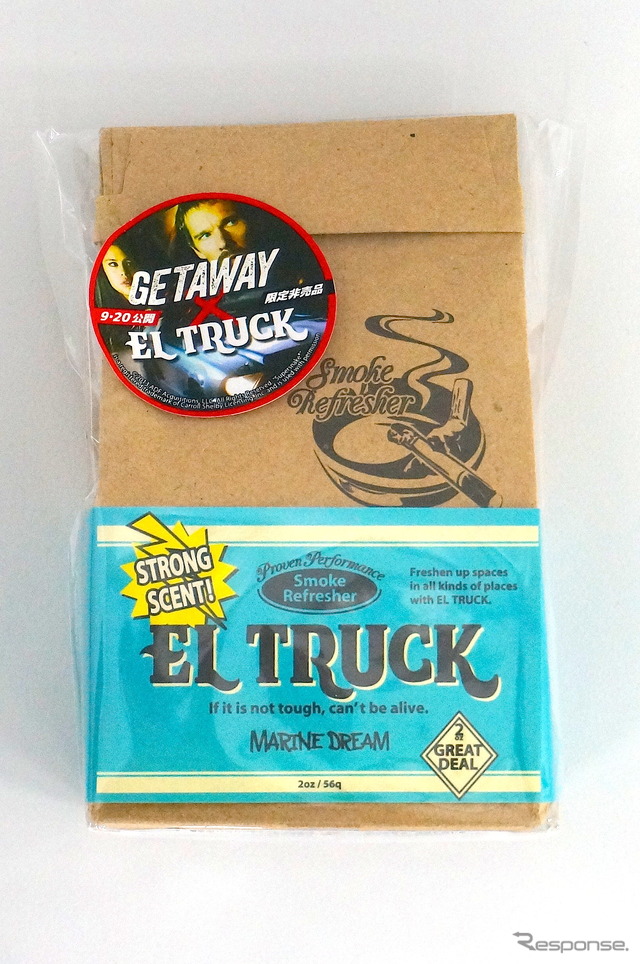 GETAWAY
×
9・20公開
限定非売品
EL TRUCK
Smoke
Refresher
STRONG
SCENT!
Proven Performance
Smoke
Refresher
Freshen up spaces
in all kinds of places
with EL TRUCK.
EL TRUCK
If it is not tough, can't be alive.
MARINE DREAM
2
oz
GREAT
DEAL
2oz / 56q
Response.